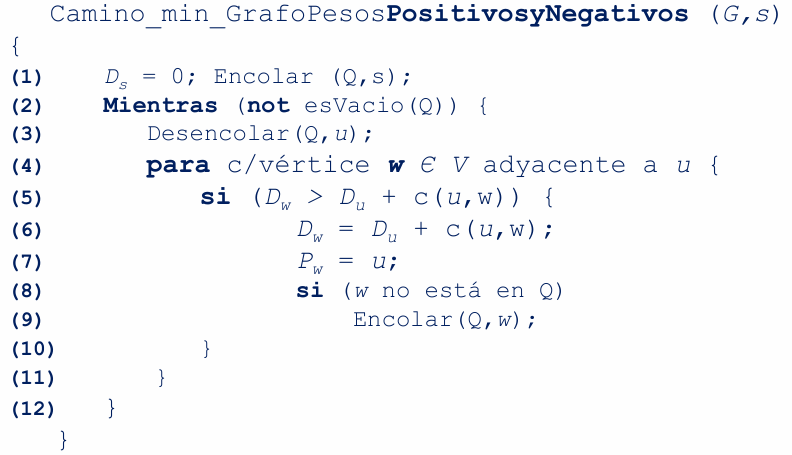 Camino_min_GrafoPesosPositivosyNegativos (G,s)
{
(1) Ds = 0; Encolar (Q,s);
(2) Mientras (not esVacio(Q)) {
(3) Desencolar(Q,u);
(4) para c/vértice w Є V adyacente a u {
(5) si (Dw > Du + c(u,w)) {
(6) Dw = Du + c(u,w);
(7) Pw = u;
(8) si (w no está en Q)
(9) Encolar(Q,w);
(10) }
(11) }
(12) }
}